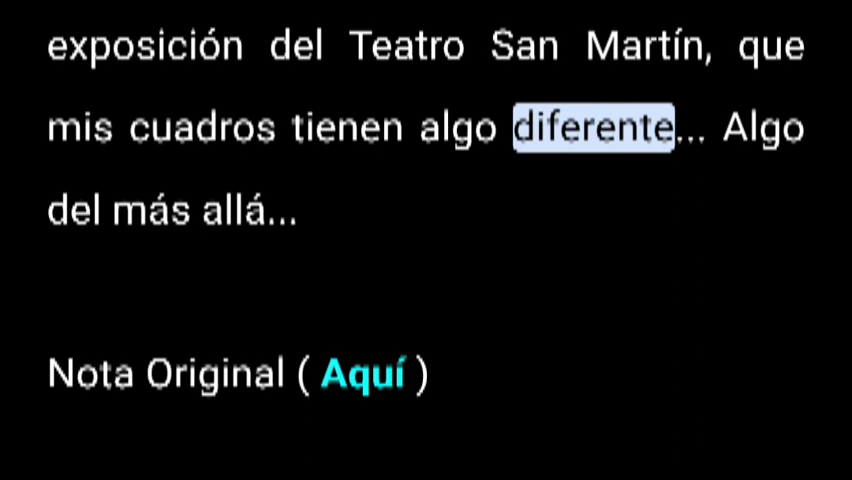 exposición del Teatro San Martín, que
mis cuadros tienen algo diferente... Algo
del más allá...
Nota Original ( Aquí )